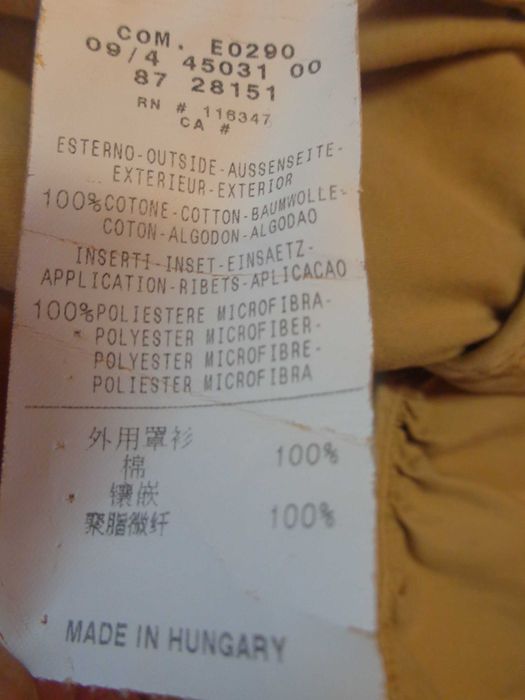 COM. E0290
09/4 45031 00
87 28151
RN # 116347
CA #
ESTERNO-OUTSIDE-AUSSENSEITE-
EXTERIEUR-EXTERIOR
100%COTONE-COTTON-BAUMWOLLE-
COTON-ALGODON-ALGODAO
INSERTI-INSET-EINSAETZ-
APPLICATION-RIBETS-APLICACAO
100%POLIESTERE MICROFIBRA-
POLYESTER MICROFIBER-
POLYESTER MICROFIBRE-
POLIESTER MICROFIBRA
外用罩衫
棉 100%
镶嵌
聚脂微纤 100%
MADE IN HUNGARY